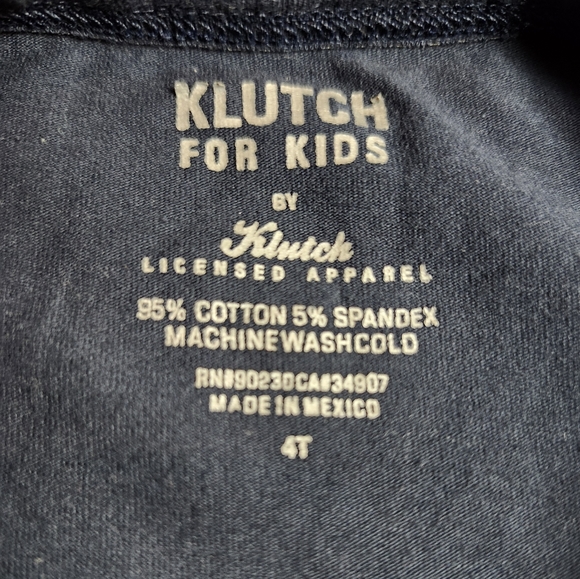 KLUTCH
FOR KIDS
BY
Klutch
LICENSED APPAREL
95% COTTON 5% SPANDEX
MACHINEWASHCOLD
RN#90230CA#34907
MADE IN MEXICO
4T